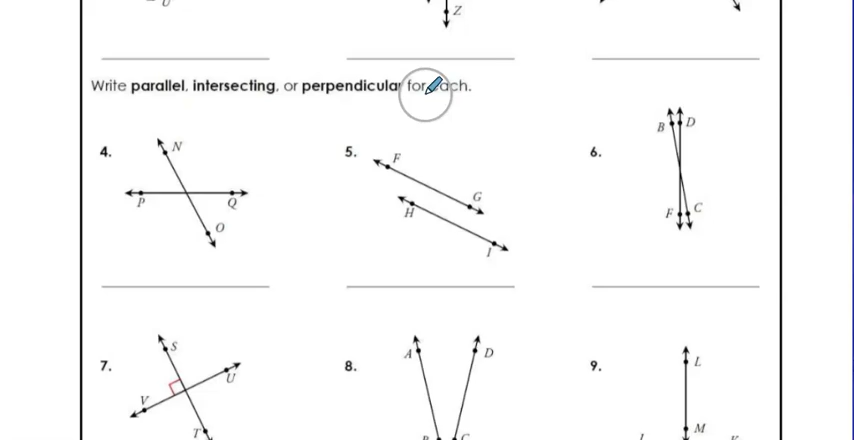 Z
Write parallel, intersecting, or perpendicular for each.
4.
N
P
Q
O
5.
F
G
H
I
6.
B
D
F
C
7.
S
U
V
T
8.
A
D
C
9.
L
M